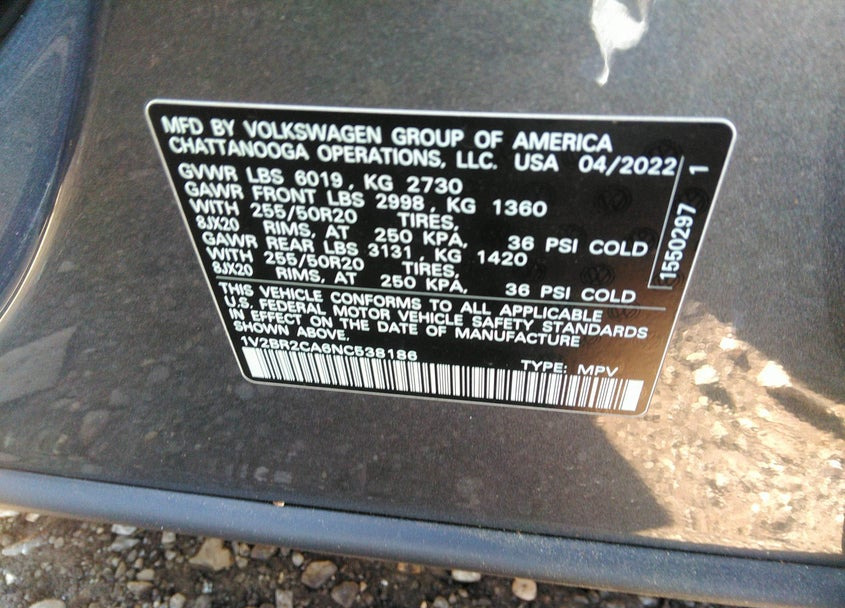 MFD BY VOLKSWAGEN GROUP OF AMERICA
CHATTANOOGA OPERATIONS, LLC. USA 04/2022
GVWR LBS 6019, KG 2730
GAWR FRONT LBS 2998, KG 1360
WITH 255/50R20 TIRES,
8JX20 RIMS, AT 250 KPA, 36 PSI COLD
GAWR REAR LBS 3131, KG 1420
WITH 255/50R20 TIRES,
8JX20 RIMS, AT 250 KPA, 36 PSI COLD
1550297 1
THIS VEHICLE CONFORMS TO ALL APPLICABLE
U.S. FEDERAL MOTOR VEHICLE SAFETY STANDARDS
IN EFFECT ON THE DATE OF MANUFACTURE
SHOWN ABOVE.
1V2BR2CA6NC538186 TYPE: MPV